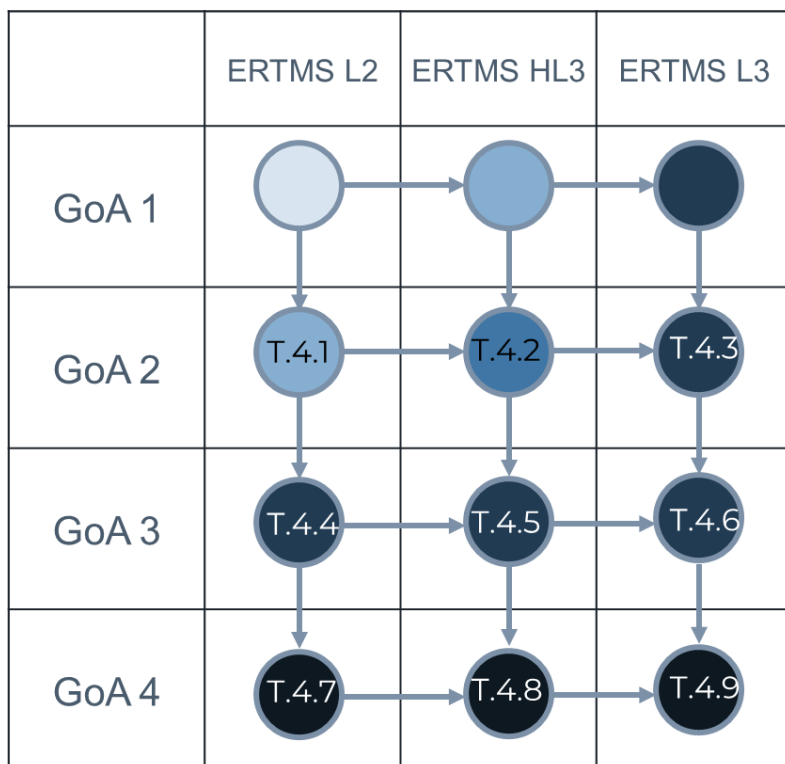 ERTMS L2 ERTMS HL3 ERTMS L3
GoA 1
GoA 2 T.4.1 T.4.2 T.4.3
GoA 3 T.4.4 T.4.5 T.4.6
GoA 4 T.4.7 T.4.8 T.4.9